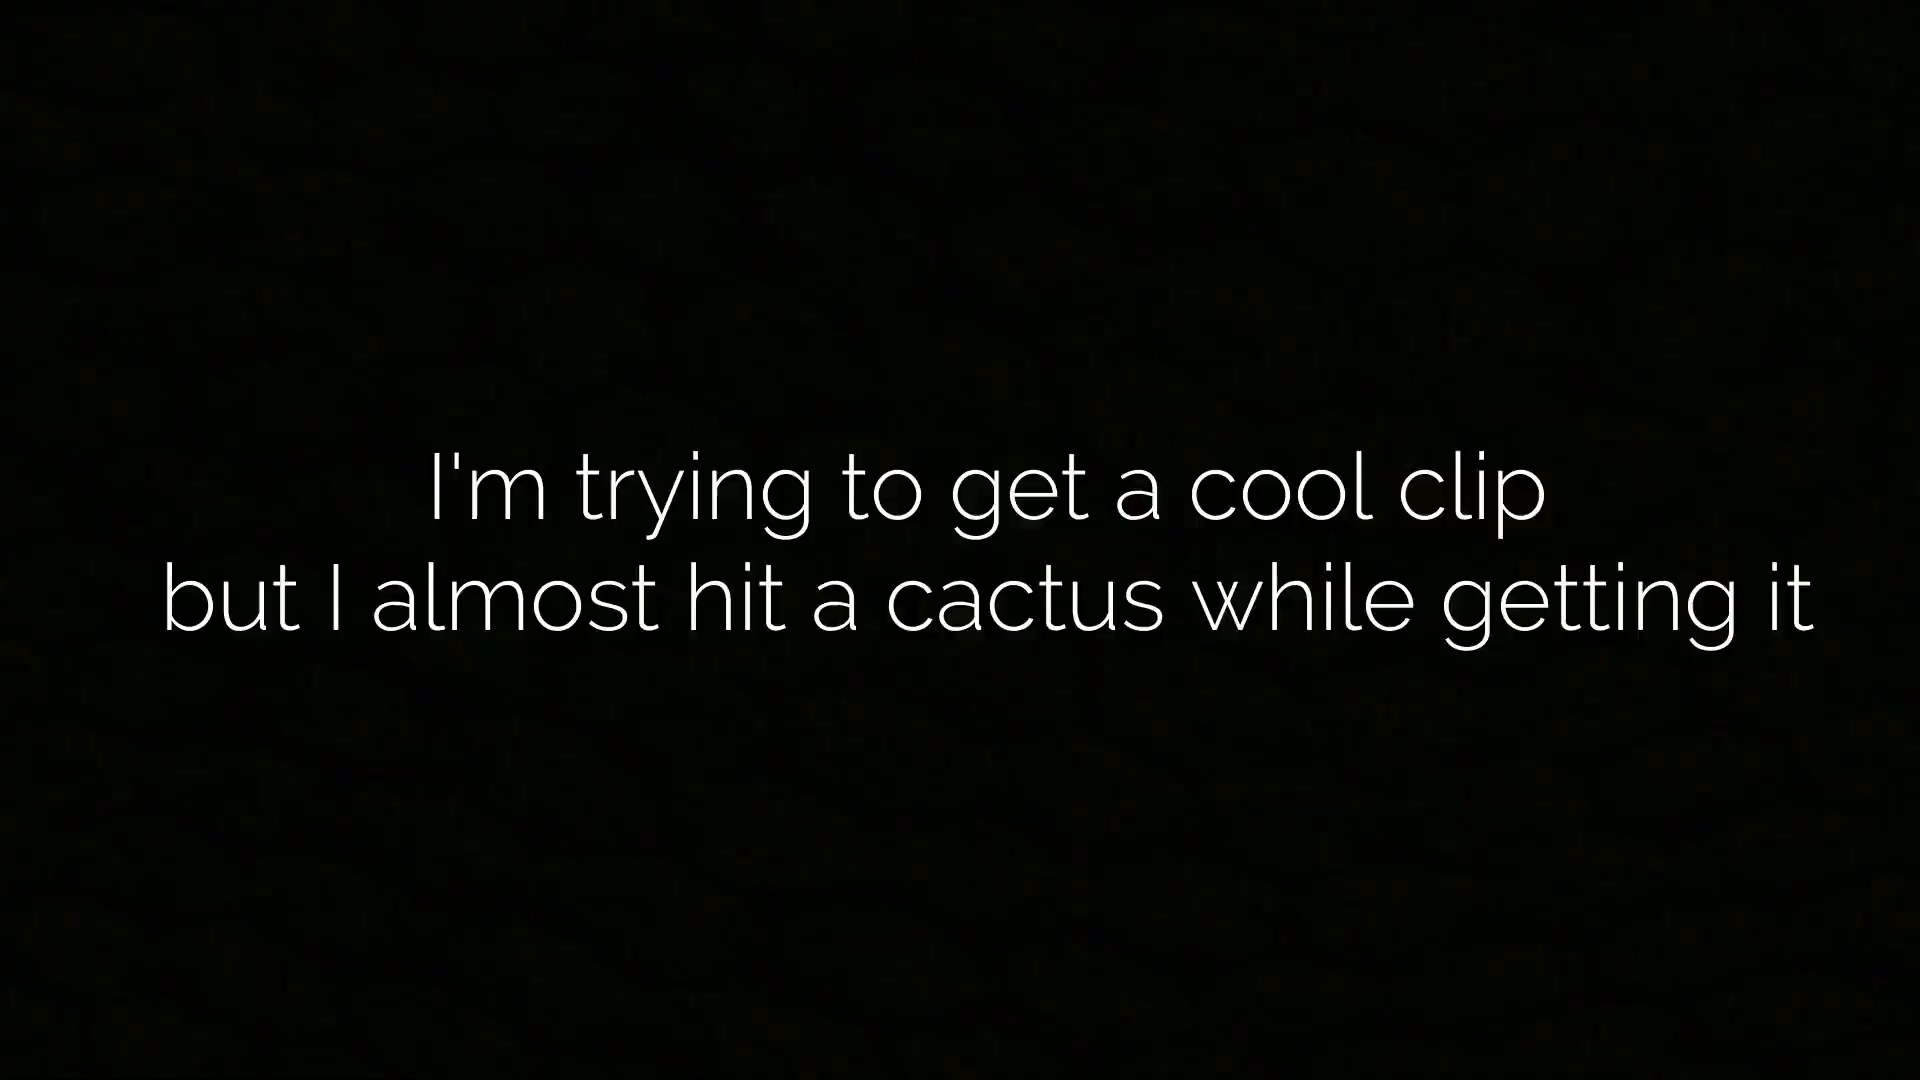 I'm trying to get a cool clip
but I almost hit a cactus while getting it